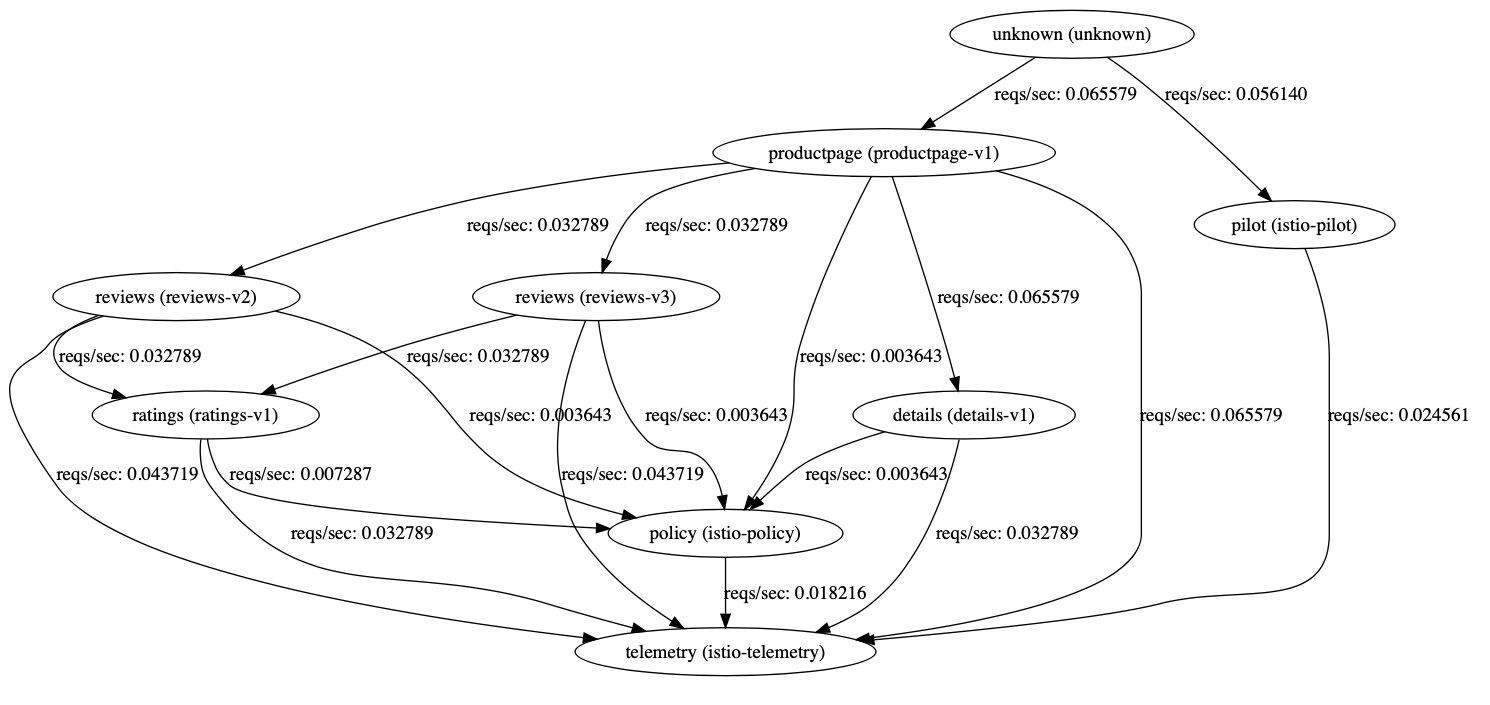 unknown (unknown)
reqs/sec: 0.065579
reqs/sec: 0.056140
productpage (productpage-v1)
reqs/sec: 0.032789
reqs/sec: 0.032789
pilot (istio-pilot)
reviews (reviews-v2)
reviews (reviews-v3)
reqs/sec: 0.065579
reqs/sec: 0.032789
reqs/sec: 0.032789
reqs/sec: 0.003643
ratings (ratings-v1)
reqs/sec: 0.003643
reqs/sec: 0.003643
details (details-v1)
reqs/sec: 0.065579
reqs/sec: 0.024561
reqs/sec: 0.043719
reqs/sec: 0.007287
reqs/sec: 0.043719
reqs/sec: 0.003643
reqs/sec: 0.032789
policy (istio-policy)
reqs/sec: 0.032789
reqs/sec: 0.018216
telemetry (istio-telemetry)